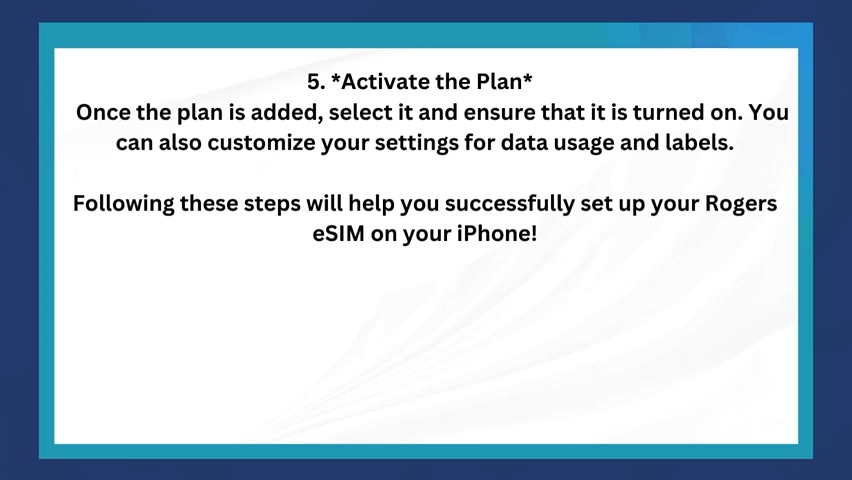 5. *Activate the Plan*
Once the plan is added, select it and ensure that it is turned on. You
can also customize your settings for data usage and labels.
Following these steps will help you successfully set up your Rogers
eSIM on your iPhone!